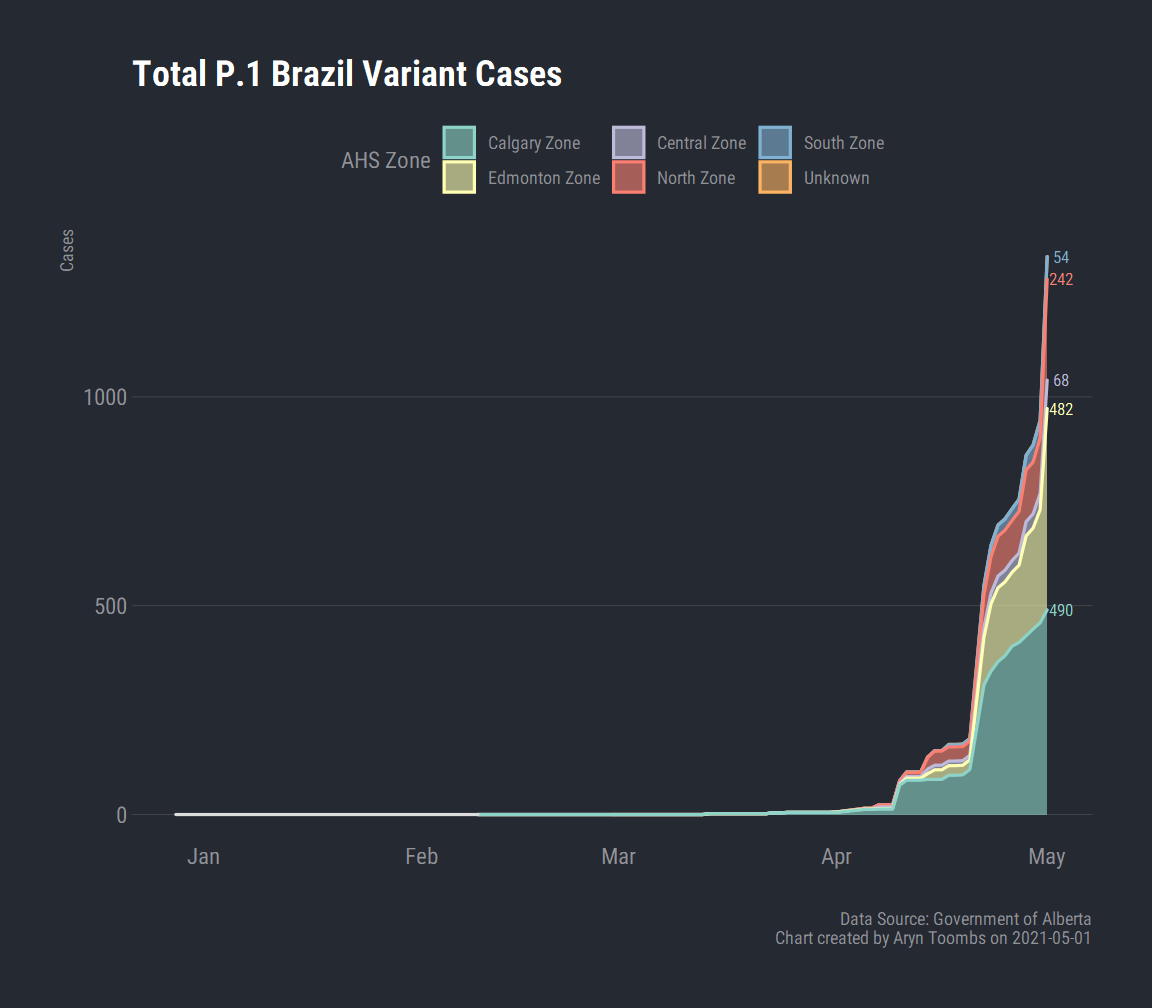 Total P.1 Brazil Variant Cases
AHS Zone
Calgary Zone
Central Zone
South Zone
Edmonton Zone
North Zone
Unknown
Cases
54
242
68
1000
482
500
490
0
Jan
Feb
Mar
Apr
May
Data Source: Government of Alberta
Chart created by Aryn Toombs on 2021-05-01